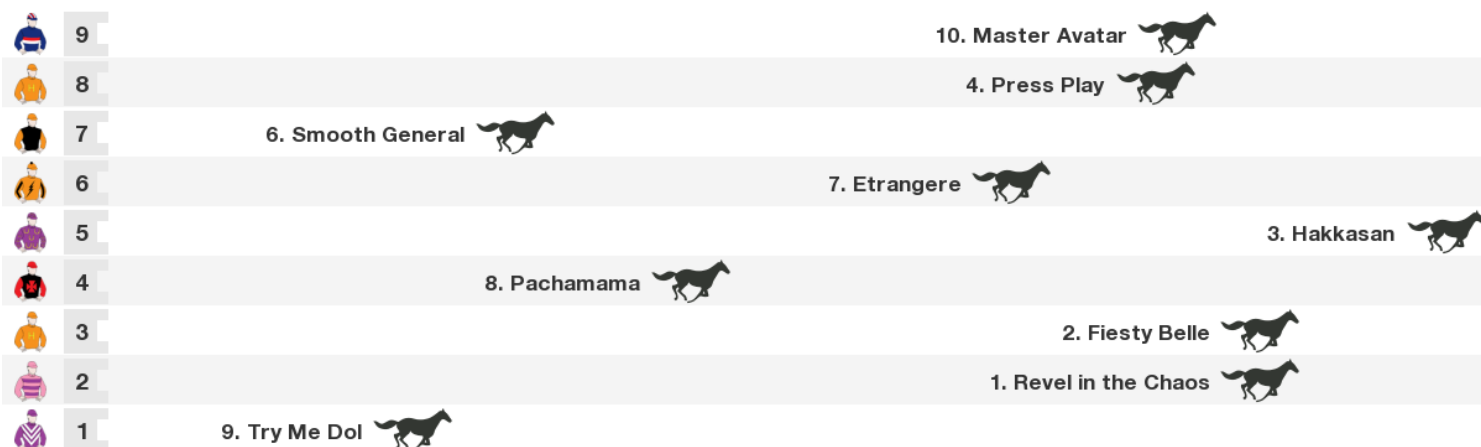 9 10. Master Avatar
8 4. Press Play
7 6. Smooth General
6 7. Etrangere
5 3. Hakkasan
4 8. Pachamama
3 2. Fiesty Belle
2 1. Revel in the Chaos
1 9. Try Me Dol